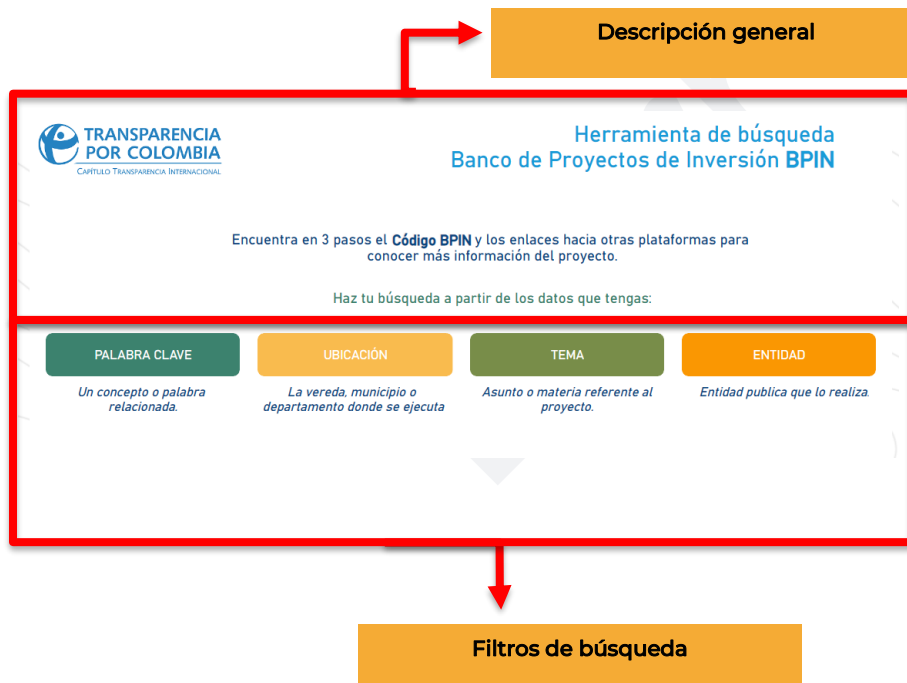 Descripción general
TRANSPARENCIA
POR COLOMBIA
CAPÍTULO TRANSPARENCIA INTERNACIONAL
Herramienta de búsqueda
Banco de Proyectos de Inversión BPIN
Encuentra en 3 pasos el Código BPIN y los enlaces hacia otras plataformas para
conocer más información del proyecto.
Haz tu búsqueda a partir de los datos que tengas:
PALABRA CLAVE
Un concepto o palabra
relacionada.
UBICACIÓN
La vereda, municipio o
departamento donde se ejecuta
TEMA
Asunto o materia referente al
proyecto.
ENTIDAD
Entidad publica que lo realiza.
Filtros de búsqueda